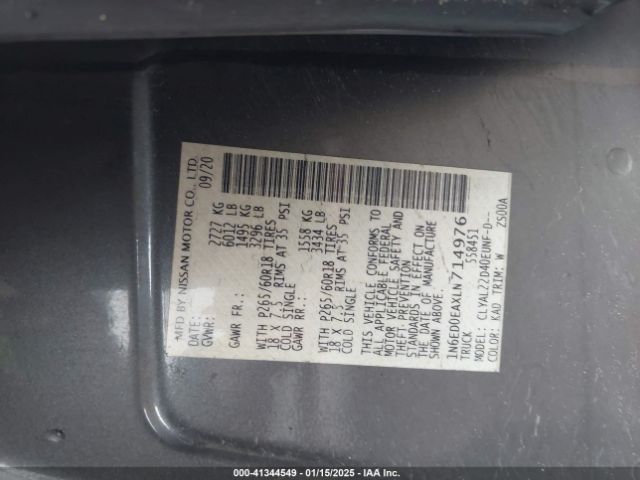 MFD BY NISSAN MOTOR CO., LTD.
DATE: 09/20
GVWR: 2727 KG
6012 LB
GAWR FR.: 1495 KG
3296 LB
WITH P265/60R18 TIRES
18 X 7.5 RIMS AT 35 PSI
COLD SINGLE
GAWR RR.: 1558 KG
3434 LB
WITH P265/60R18 TIRES
18 X 7.5 RIMS AT 35 PSI
COLD SINGLE
THIS VEHICLE CONFORMS TO
ALL APPLICABLE FEDERAL
MOTOR VEHICLE SAFETY AND
THEFT PREVENTION
STANDARDS IN EFFECT ON
THE DATE OF MANUFACTURE
SHOWN ABOVE.
1N6ED0EAXLN714976
TRUCK 558451
MODEL: CLYALZ2D40EUNF-D--
COLOR: KAD TRIM: W ZS00A
000-41344549 - 01/15/2025 - IAAI.com